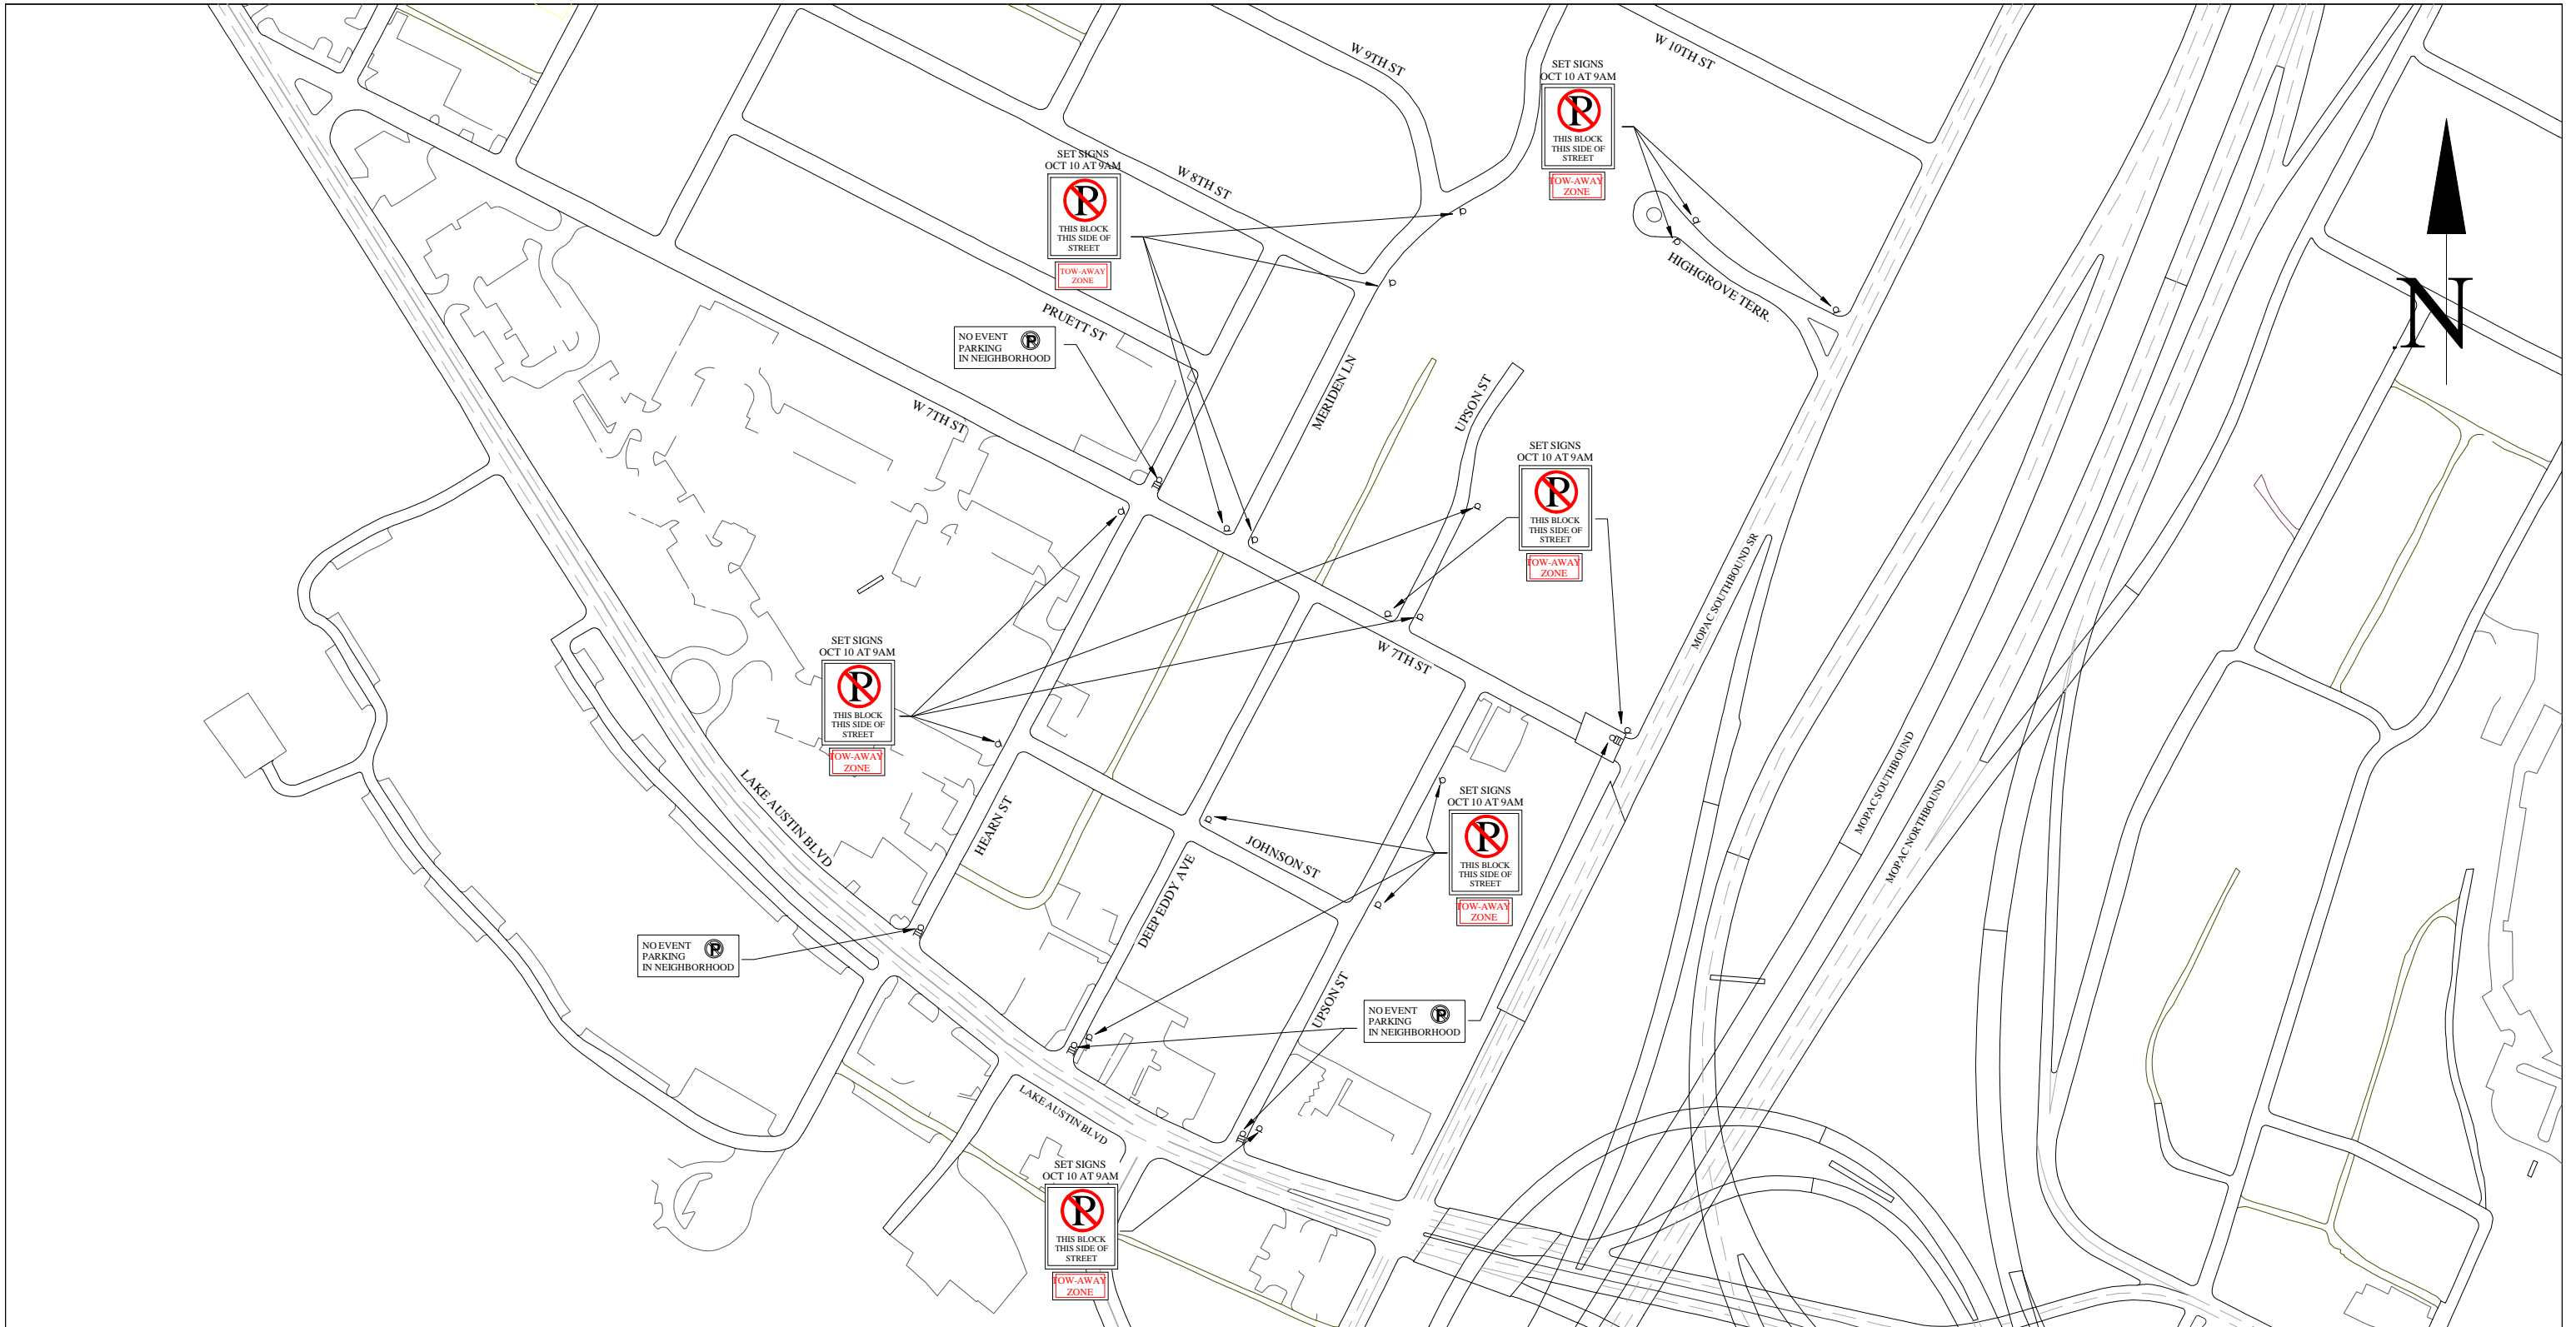 W 9TH ST
W 10TH ST
SET SIGNS
OCT 10 AT 9AM
P
THIS BLOCK
THIS SIDE OF
STREET
TOW-AWAY
ZONE
SET SIGNS
OCT 10 AT 9AM
P
THIS BLOCK
THIS SIDE OF
STREET
TOW-AWAY
ZONE
W 8TH ST
HIGHGROVE TERR.
N
PRUETT ST
NO EVENT P
PARKING
IN NEIGHBORHOOD
MERIDEN LN
UPSON ST
W 7TH ST
SET SIGNS
OCT 10 AT 9AM
P
THIS BLOCK
THIS SIDE OF
STREET
TOW-AWAY
ZONE
MOPAC SOUTHBOUND SR
SET SIGNS
OCT 10 AT 9AM
P
THIS BLOCK
THIS SIDE OF
STREET
TOW-AWAY
ZONE
W 7TH ST
LAKE AUSTIN BLVD
HEARN ST
MOPAC SOUTHBOUND
MOPAC NORTHBOUND
SET SIGNS
OCT 10 AT 9AM
P
THIS BLOCK
THIS SIDE OF
STREET
TOW-AWAY
ZONE
JOHNSON ST
DEEP EDDY AVE
NO EVENT P
PARKING
IN NEIGHBORHOOD
UPSON ST
NO EVENT P
PARKING
IN NEIGHBORHOOD
LAKE AUSTIN BLVD
SET SIGNS
OCT 10 AT 9AM
P
THIS BLOCK
THIS SIDE OF
STREET
TOW-AWAY
ZONE